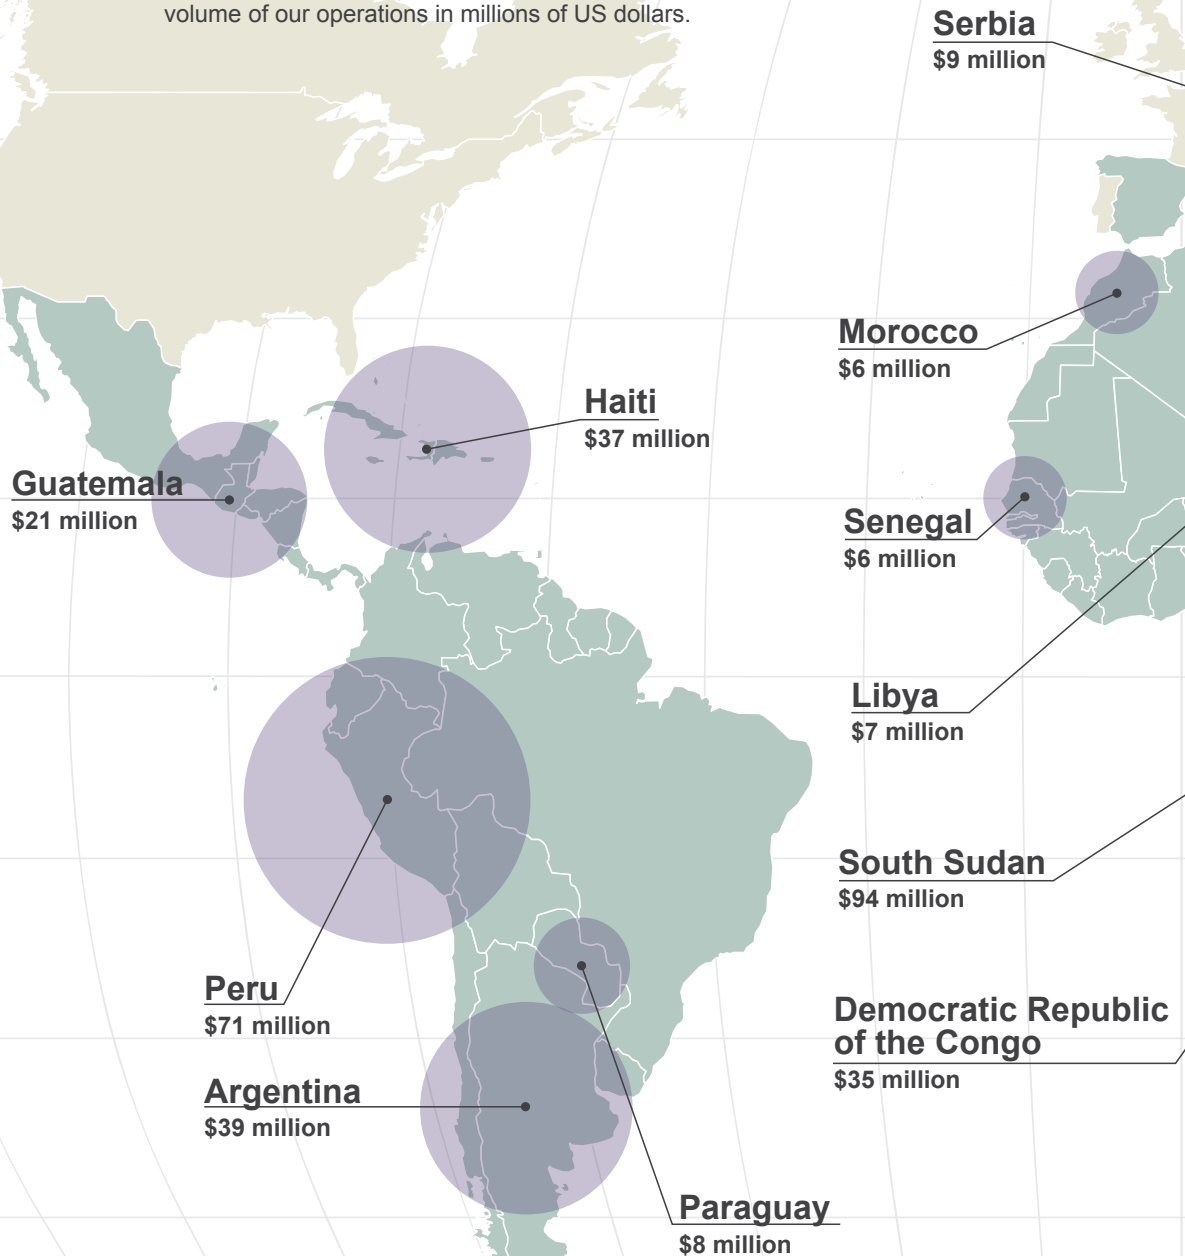 volume of our operations in millions of US dollars.
Serbia
$9 million
Morocco
$6 million
Haiti
$37 million
Guatemala
$21 million
Senegal
$6 million
Libya
$7 million
South Sudan
$94 million
Peru
$71 million
Democratic Republic
of the Congo
$35 million
Argentina
$39 million
Paraguay
$8 million